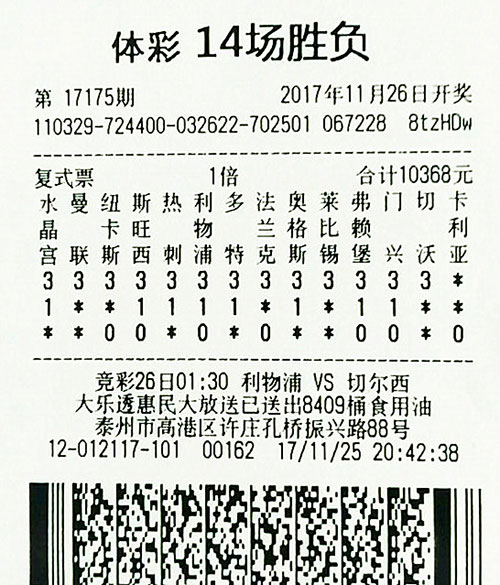 体彩 14场胜负
第 17175期 2017年11月26日开奖
110329-724400-032622-702501 067228 8tzHDw
复式票 1倍 合计10368元
水 曼 纽 斯 热 利 多 法 奥 莱 弗 门 切 卡
晶 卡 旺 物 兰 格 比 赖 利
宫 联 斯 西 刺 浦 特 克 斯 锡 堡 兴 沃 亚
3 3 3 3 3 3 3 3 3 3 3 3 3 *
1 * * 1 1 1 1 * 1 * 1 1 * *
* * 0 0 * * 0 * 0 * * 0 * 0
竞彩26日01:30 利物浦 VS 切尔西
大乐透惠民大放送已送出8409桶食用油
泰州市高港区许庄孔桥振兴路88号
12-012117-101 00162 17/11/25 20:42:38